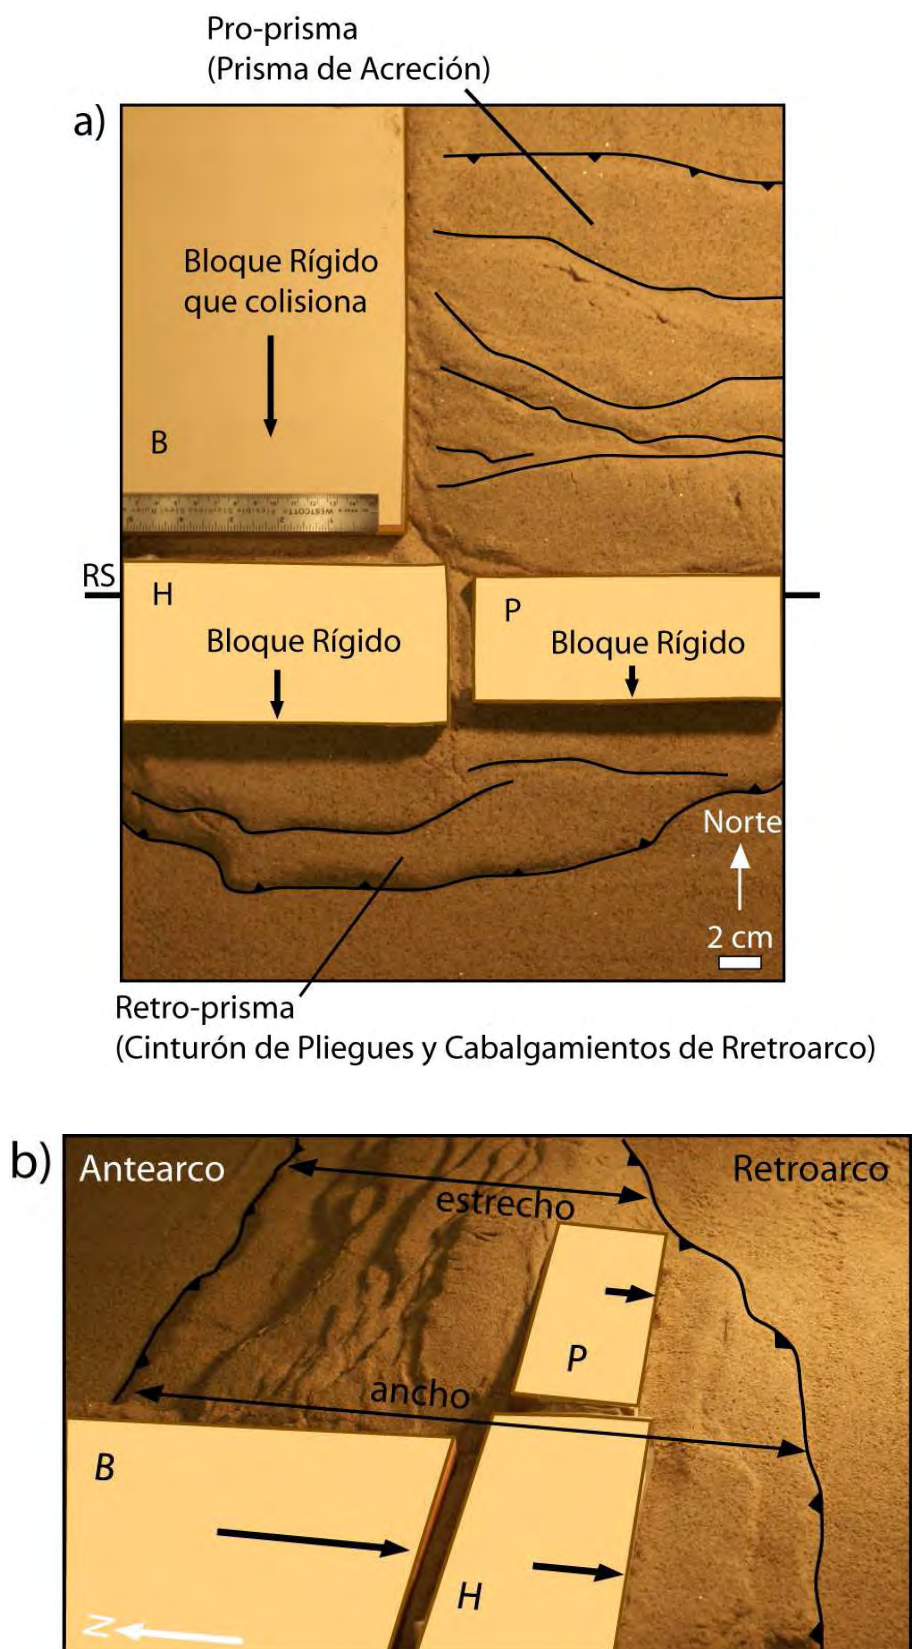 Pro-prisma
(Prisma de Acreción)
a)
Bloque Rígido
que colisiona
B
WESTCOTT
RS
H
P
Bloque Rígido
Bloque Rígido
Norte
2 cm
Retro-prisma
(Cinturón de Pliegues y Cabalgamientos de Rretroarco)
b)
Antearco
Retroarco
estrecho
P
ancho
B
H
N